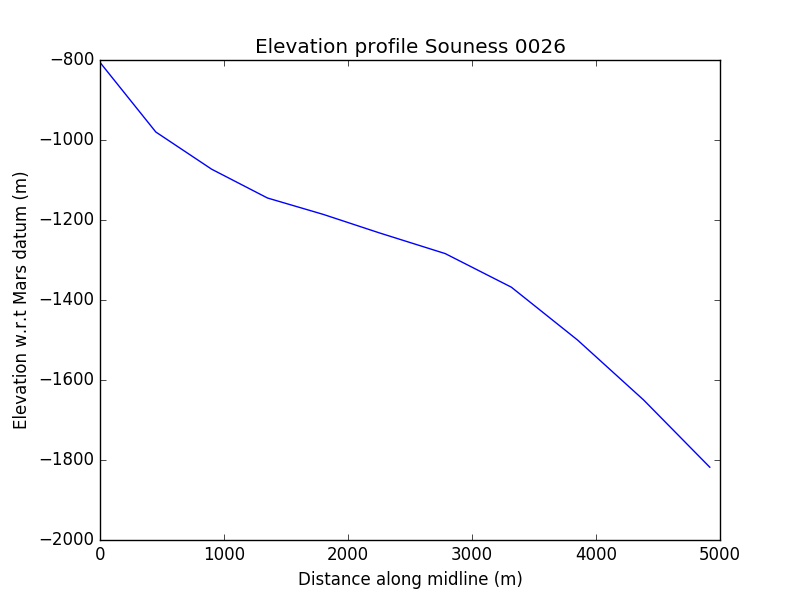 Elevation profile Souness 0026
−800
−1000
−1200
−1400
−1600
−1800
−2000
Elevation w.r.t Mars datum (m)
0 1000 2000 3000 4000 5000
Distance along midline (m)